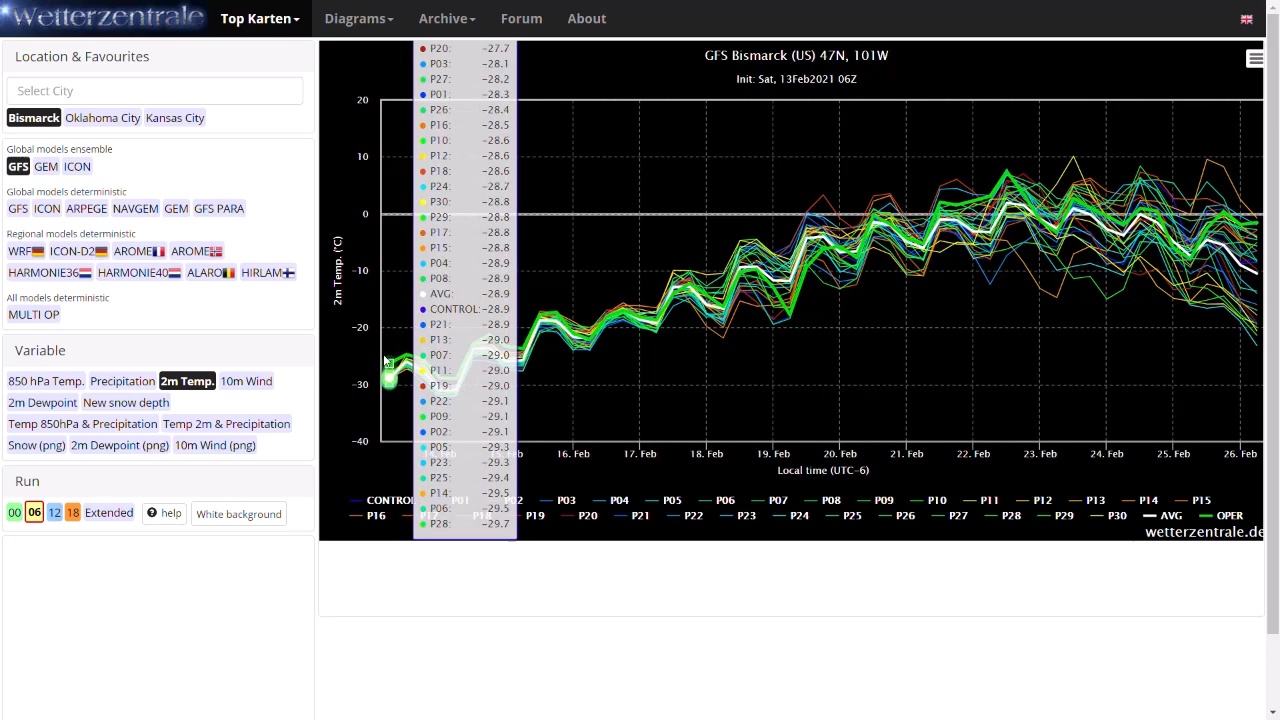 Wetterzentrale Top Karten Diagrams Archive Forum About
Location & Favourites
Select City
Bismarck Oklahoma City Kansas City
Global models ensemble
GFS GEM ICON
Global models deterministic
GFS ICON ARPEGE NAVGEM GEM GFS PARA
Regional models deterministic
WRF ICON-D2 AROME AROME
HARMONIE36 HARMONIE40 ALARO HIRLAM
All models deterministic
MULTI OP
Variable
850 hPa Temp. Precipitation 2m Temp. 10m Wind
2m Dewpoint New snow depth
Temp 850hPa & Precipitation Temp 2m & Precipitation
Snow (png) 2m Dewpoint (png) 10m Wind (png)
Run
00 06 12 18 Extended help White background
GFS Bismarck (US) 47N, 101W
Init: Sat, 13Feb2021 06Z
2m Temp. (°C)
20
10
0
-10
-20
-30
-40
P20: -27.7
P03: -28.1
P27: -28.2
P01: -28.3
P26: -28.4
P16: -28.5
P10: -28.6
P12: -28.6
P18: -28.6
P24: -28.7
P30: -28.8
P29: -28.8
P17: -28.8
P15: -28.8
P04: -28.8
P08: -28.9
AVG: -28.9
CONTROL: -28.9
P21: -28.9
P13: -29.0
P07: -29.0
P11: -29.0
P19: -29.0
P22: -29.1
P09: -29.1
P02: -29.1
P05: -29.3
P23: -29.3
P25: -29.4
P14: -29.5
P06: -29.5
P28: -29.7
16. Feb 17. Feb 18. Feb 19. Feb 20. Feb 21. Feb 22. Feb 23. Feb 24. Feb 25. Feb 26. Feb
Local time (UTC-6)
CONTROL P01 P02 P03 P04 P05 P06 P07 P08 P09 P10 P11 P12 P13 P14 P15
P16 P17 P18 P19 P20 P21 P22 P23 P24 P25 P26 P27 P28 P29 P30 AVG OPER
wetterzentrale.de